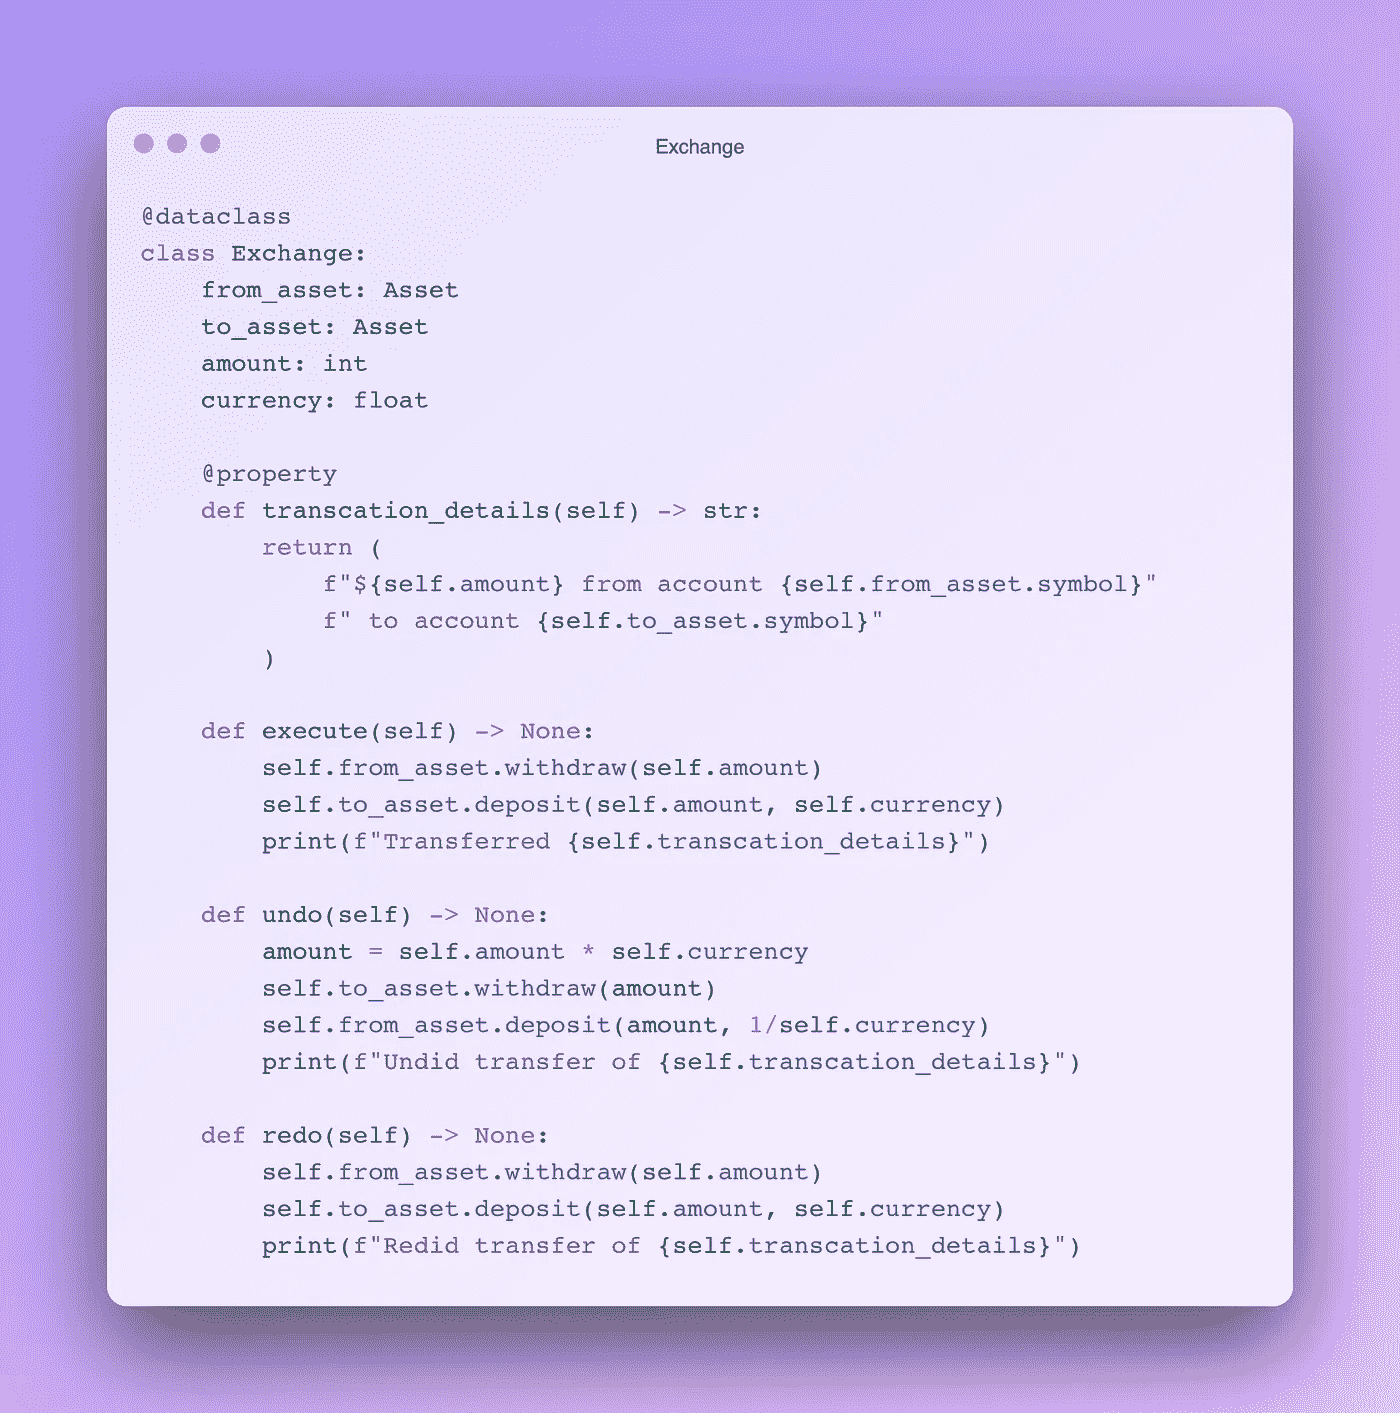 Exchange
@dataclass
class Exchange:
    from_asset: Asset
    to_asset: Asset
    amount: int
    currency: float

    @property
    def transcation_details(self) -> str:
        return (
            f"${self.amount} from account {self.from_asset.symbol}"
            f" to account {self.to_asset.symbol}"
        )

    def execute(self) -> None:
        self.from_asset.withdraw(self.amount)
        self.to_asset.deposit(self.amount, self.currency)
        print(f"Transferred {self.transcation_details}")

    def undo(self) -> None:
        amount = self.amount * self.currency
        self.to_asset.withdraw(amount)
        self.from_asset.deposit(amount, 1/self.currency)
        print(f"Undid transfer of {self.transcation_details}")

    def redo(self) -> None:
        self.from_asset.withdraw(self.amount)
        self.to_asset.deposit(self.amount, self.currency)
        print(f"Redid transfer of {self.transcation_details}")